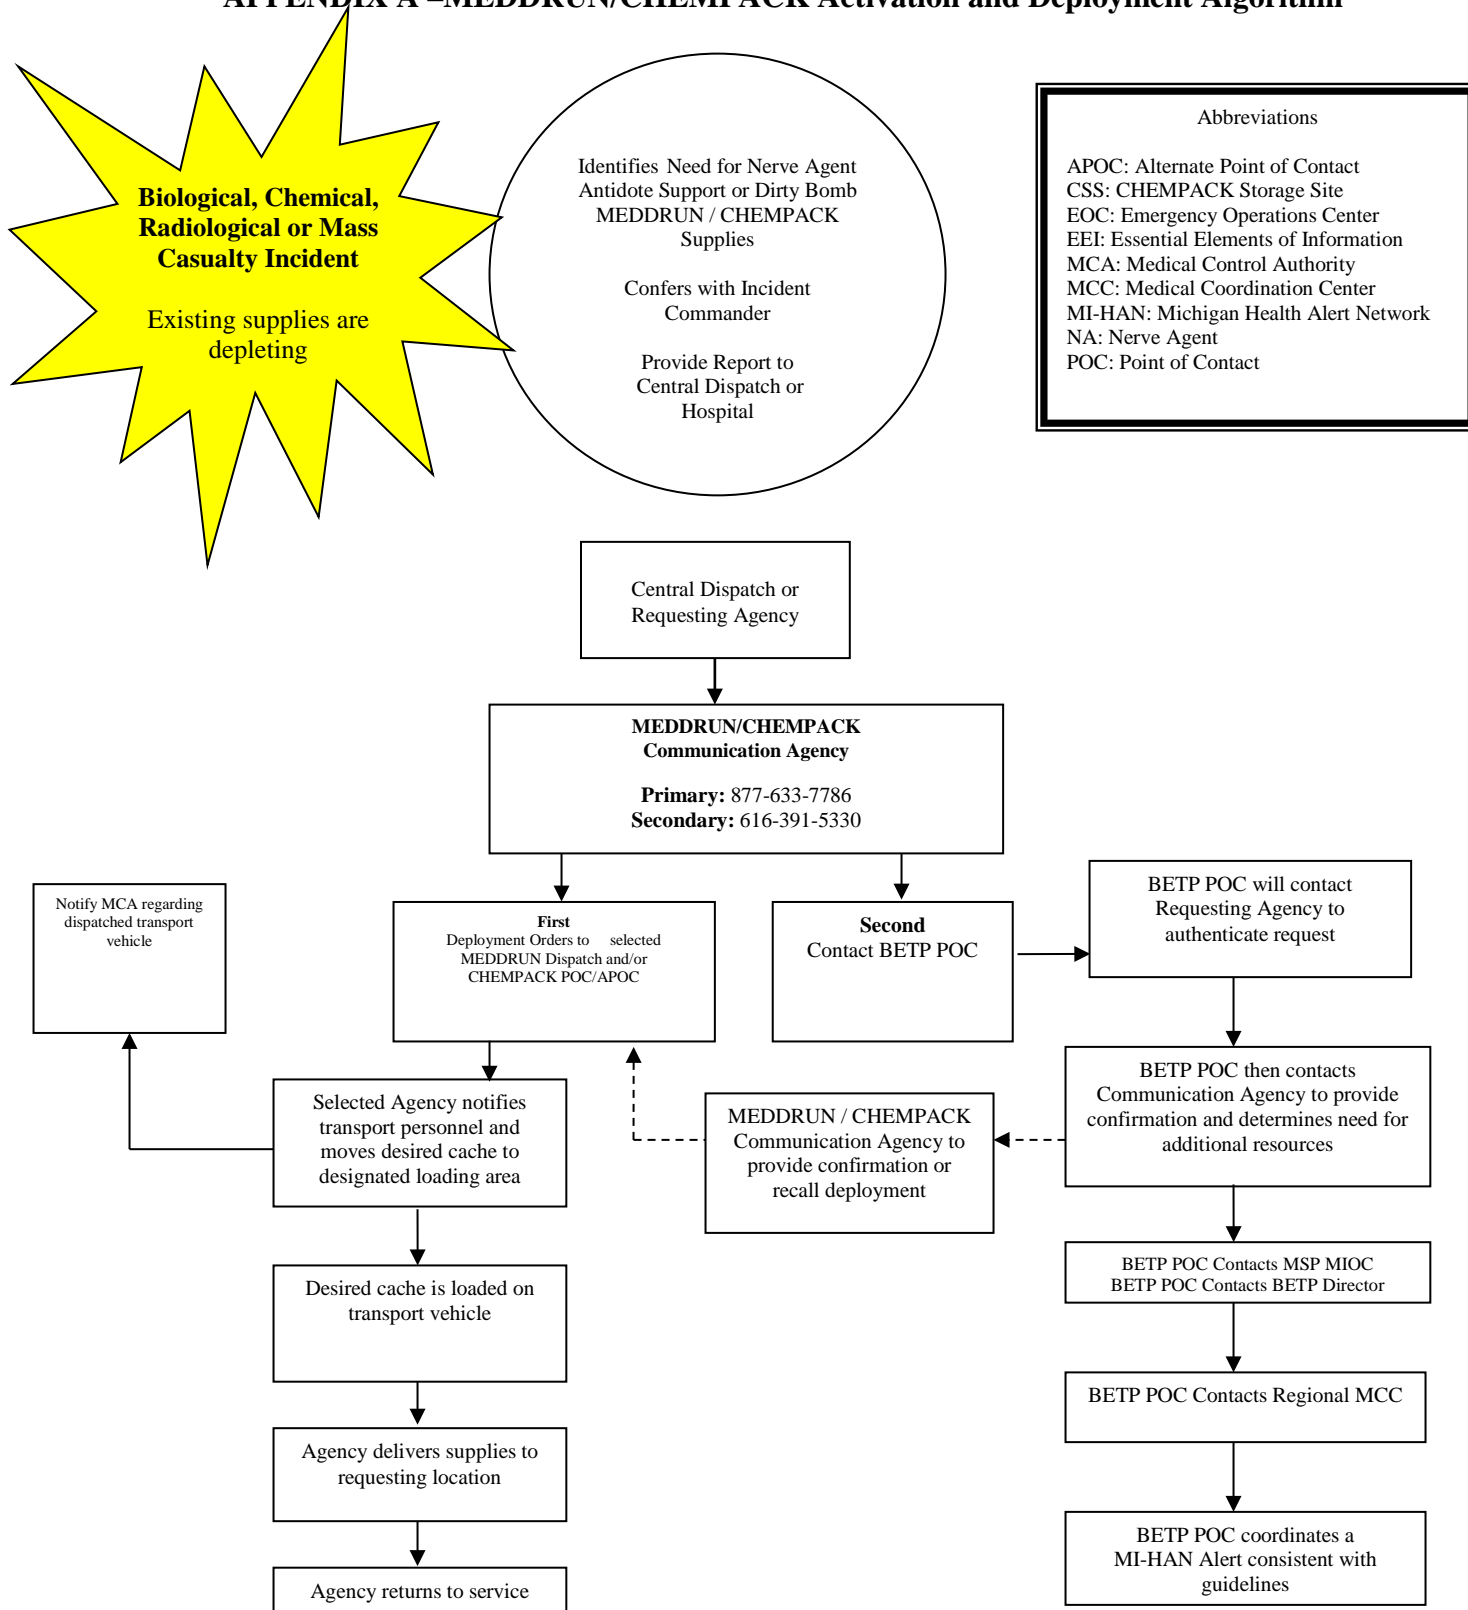 APPENDIX A –MEDDRUN/CHEMPACK Activation and Deployment Algorithm
Biological, Chemical,
Radiological or Mass
Casualty Incident
Existing supplies are
depleting
Identifies Need for Nerve Agent
Antidote Support or Dirty Bomb
MEDDRUN / CHEMPACK
Supplies
Confers with Incident
Commander
Provide Report to
Central Dispatch or
Hospital
Abbreviations
APOC: Alternate Point of Contact
CSS: CHEMPACK Storage Site
EOC: Emergency Operations Center
EEI: Essential Elements of Information
MCA: Medical Control Authority
MCC: Medical Coordination Center
MI-HAN: Michigan Health Alert Network
NA: Nerve Agent
POC: Point of Contact
Central Dispatch or
Requesting Agency
MEDDRUN/CHEMPACK
Communication Agency
Primary: 877-633-7786
Secondary: 616-391-5330
Notify MCA regarding
dispatched transport
vehicle
First
Deployment Orders to selected
MEDDRUN Dispatch and/or
CHEMPACK POC/APOC
Second
Contact BETP POC
BETP POC will contact
Requesting Agency to
authenticate request
Selected Agency notifies
transport personnel and
moves desired cache to
designated loading area
MEDDRUN / CHEMPACK
Communication Agency to
provide confirmation or
recall deployment
BETP POC then contacts
Communication Agency to provide
confirmation and determines need for
additional resources
Desired cache is loaded on
transport vehicle
BETP POC Contacts MSP MIOC
BETP POC Contacts BETP Director
BETP POC Contacts Regional MCC
Agency delivers supplies to
requesting location
BETP POC coordinates a
MI-HAN Alert consistent with
guidelines
Agency returns to service